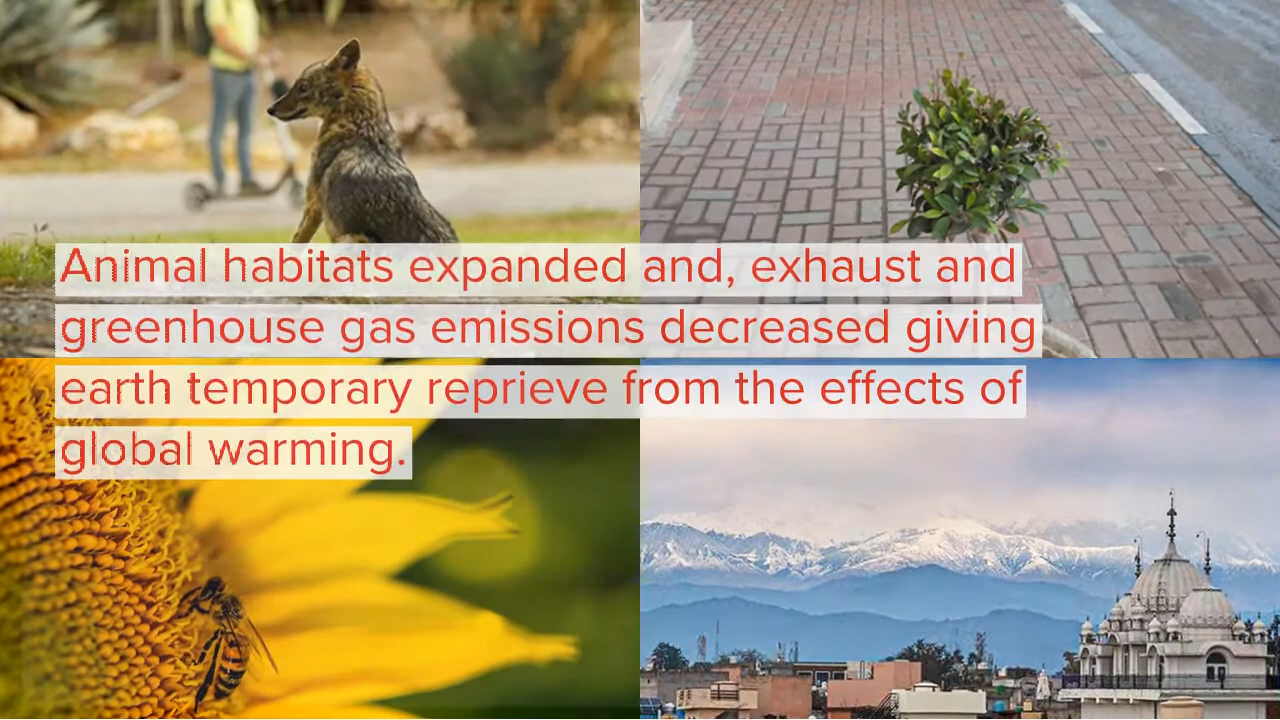 Animal habitats expanded and, exhaust and
greenhouse gas emissions decreased giving
earth temporary reprieve from the effects of
global warming.